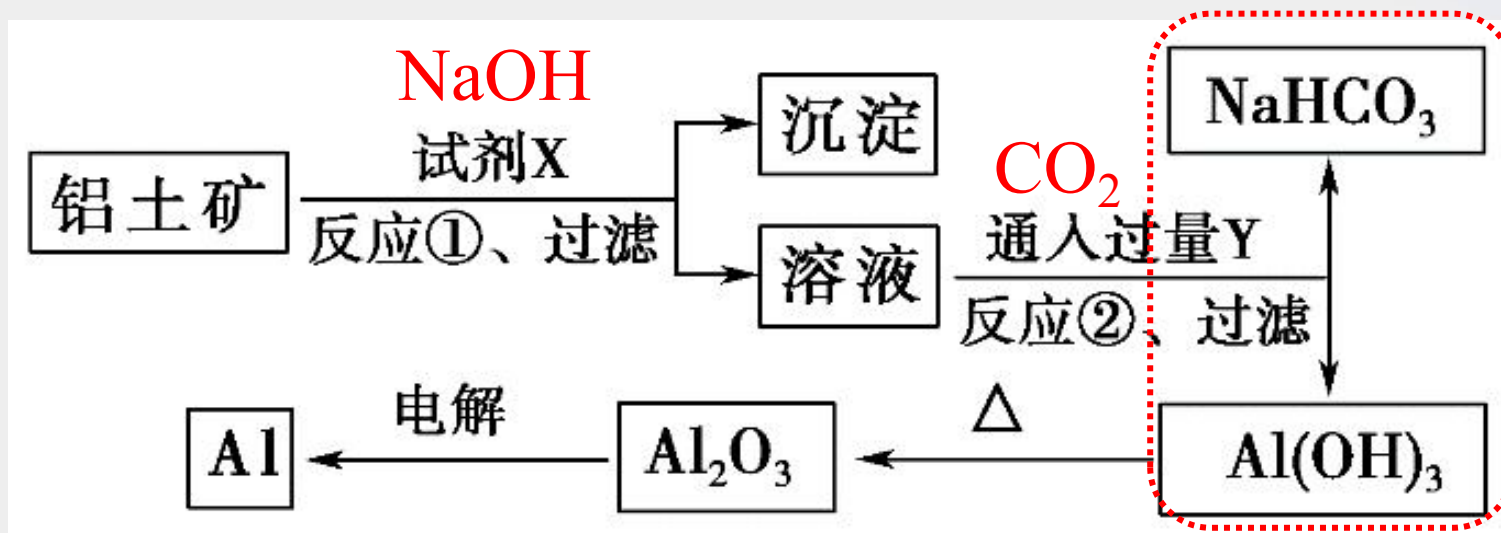 NaOH
试剂X
铝土矿
反应①、过滤
沉淀
溶液
CO₂
通入过量Y
反应②、过滤
NaHCO₃
Al(OH)₃
△
Al₂O₃
电解
Al